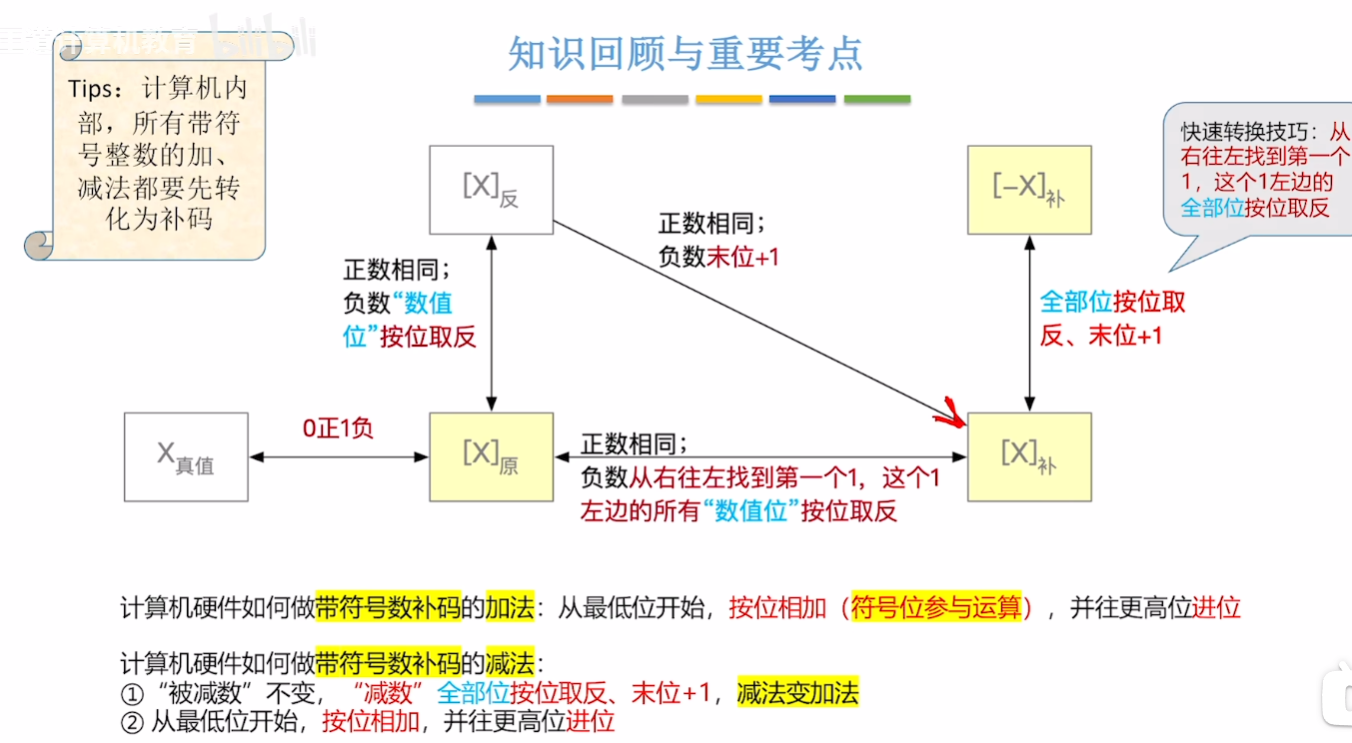 王道计算机教育 bilibili
知识回顾与重要考点
Tips：计算机内
部，所有带符
号整数的加、
减法都要先转
化为补码
快速转换技巧：从
右往左找到第一个
1，这个1左边的
全部位按位取反
[X]反
[−X]补
正数相同；
负数末位+1
正数相同；
负数“数值
位”按位取反
全部位按位取
反、末位+1
X真值
0正1负
[X]原
正数相同；
负数从右往左找到第一个1，这个1
左边的所有“数值位”按位取反
[X]补
计算机硬件如何做带符号数补码的加法：从最低位开始，按位相加（符号位参与运算），并往更高位进位
计算机硬件如何做带符号数补码的减法：
①“被减数”不变，“减数”全部位按位取反、末位+1，减法变加法
② 从最低位开始，按位相加，并往更高位进位